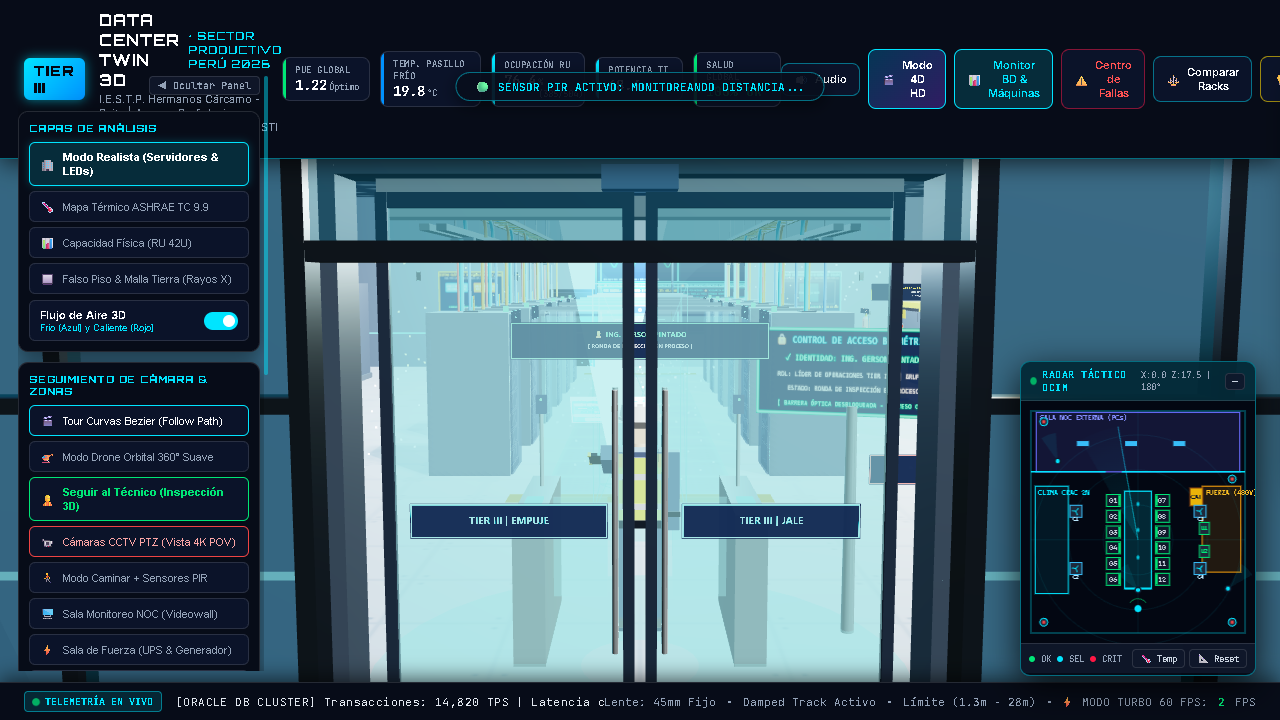 TIER
III
DATA
CENTER
TWIN
3D
· SECTOR
PRODUCTIVO
PERÚ 2026
◀ Ocultar Panel
I.E.S.T.P. Hermanos Cárcamo -
PUE GLOBAL
1.22 Óptimo
TEMP. PASILLO
FRÍO
19.8 °C
OCUPACIÓN RU
POTENCIA TI
SALUD
Audio
SENSOR PIR ACTIVO: MONITOREANDO DISTANCIA...
Modo
4D
HD
Monitor
BD &
Máquinas
Centro
de
Fallas
Comparar
Racks
CAPAS DE ANÁLISIS
Modo Realista (Servidores &
LEDs)
Mapa Térmico ASHRAE TC 9.9
Capacidad Física (RU 42U)
Falso Piso & Malla Tierra (Rayos X)
Flujo de Aire 3D
Frío (Azul) y Caliente (Rojo)
SEGUIMIENTO DE CÁMARA &
ZONAS
Tour Curvas Bezier (Follow Path)
Modo Drone Orbital 360° Suave
Seguir al Técnico (Inspección
3D)
Cámaras CCTV PTZ (Vista 4K POV)
Modo Caminar + Sensores PIR
Sala Monitoreo NOC (Videowall)
Sala de Fuerza (UPS & Generador)
CONTROL DE ACCESO
✓ IDENTIDAD: ING.
ROL: LÍDER DE OPERACIONES TIER
ESTADO: RONDA DE INSPECCIÓN
TIER III | EMPUJE
TIER III | JALE
RADAR TÁCTICO
DCIM
X:0.0 Z:17.5 |
180°
−
SALA NOC EXTERNA (PCs)
CLIMA CRAC 2N
FUERZA (480V)
01
02
03
04
05
06
07
08
09
10
11
12
OK
SEL
CRIT
Temp
Reset
TELEMETRÍA EN VIVO
[ORACLE DB CLUSTER] Transacciones: 14,820 TPS | Latencia
Lente: 45mm Fijo • Damped Track Activo • Límite (1.3m - 28m) •
MODO TURBO 60 FPS: 2 FPS